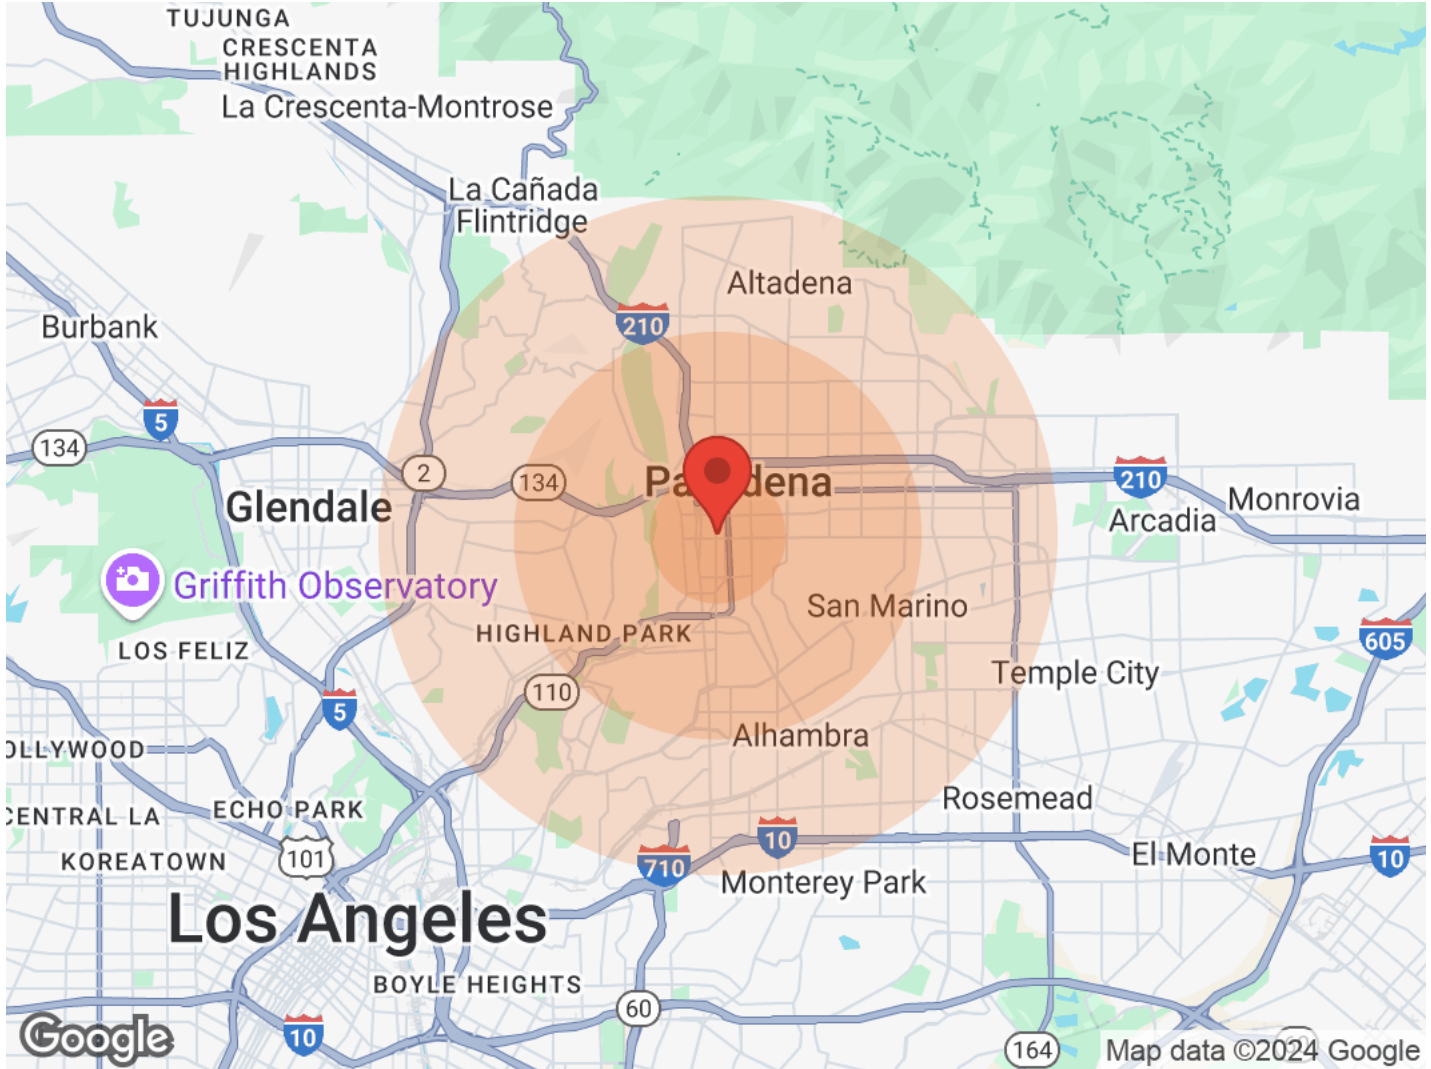 TUJUNGA
CRESCENTA
HIGHLANDS
La Crescenta-Montrose
La Cañada
Flintridge
Altadena
210
Burbank
5
134
2
134
Pasadena
210
Monrovia
Arcadia
Glendale
Griffith Observatory
San Marino
HIGHLAND PARK
605
LOS FELIZ
Temple City
110
5
Alhambra
OLLYWOOD
Rosemead
ECHO PARK
CENTRAL LA
10
101
KOREATOWN
710
El Monte
10
Monterey Park
Los Angeles
BOYLE HEIGHTS
60
10
Google
164
60
Map data ©2024 Google